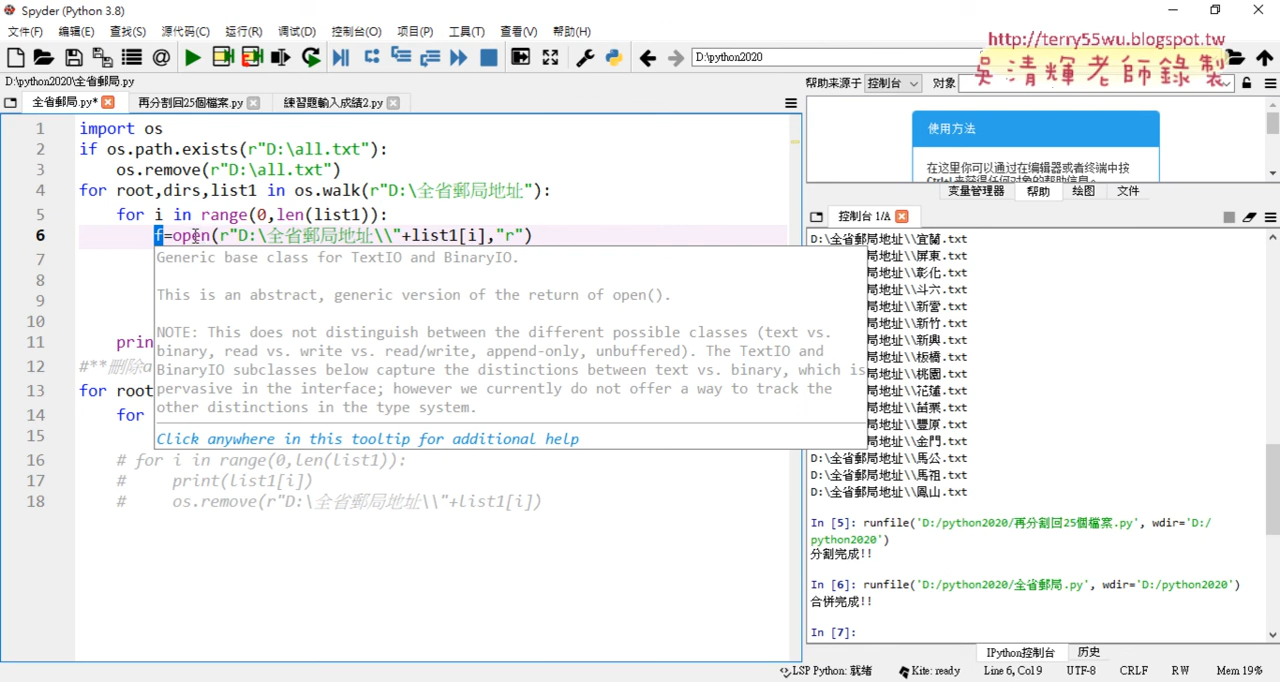 Spyder (Python 3.8)
文件(F) 编辑(E) 查找(S) 源代码(C) 运行(R) 调试(D) 控制台(O) 项目(P) 工具(T) 查看(V) 帮助(H)
D:\python2020
http://terry55wu.blogspot.tw
吳清輝老師錄製
D:\python2020\全省郵局.py
帮助来源于 控制台 对象
全省郵局.py* 再分割回25個檔案.py 練習題輸入成績2.py
使用方法
在这里你可以通过在编辑器或者终端中按
变量管理器 帮助 绘图 文件
控制台 1/A
1 import os
2 if os.path.exists(r"D:\all.txt"):
3 os.remove(r"D:\all.txt")
4 for root,dirs,list1 in os.walk(r"D:\全省郵局地址"):
5 for i in range(0,len(list1)):
6 f=open(r"D:\全省郵局地址\\"+list1[i],"r")
7
8
9
10
11 prin
12 #**刪除a
13 for root
14 for
15
16 # for i in range(0,len(list1)):
17 # print(list1[i])
18 # os.remove(r"D:\全省郵局地址\\"+list1[i])
Generic base class for TextIO and BinaryIO.
This is an abstract, generic version of the return of open().
NOTE: This does not distinguish between the different possible classes (text vs.
binary, read vs. write vs. read/write, append-only, unbuffered). The TextIO and
BinaryIO subclasses below capture the distinctions between text vs. binary, which is
pervasive in the interface; however we currently do not offer a way to track the
other distinctions in the type system.
Click anywhere in this tooltip for additional help
D:\全省郵局地址\\宜蘭.txt
局地址\\屏東.txt
局地址\\彰化.txt
局地址\\斗六.txt
局地址\\新營.txt
局地址\\新竹.txt
局地址\\新興.txt
局地址\\板橋.txt
局地址\\桃園.txt
局地址\\花蓮.txt
局地址\\苗栗.txt
局地址\\豐原.txt
局地址\\金門.txt
D:\全省郵局地址\\馬公.txt
D:\全省郵局地址\\馬祖.txt
D:\全省郵局地址\\鳳山.txt
In [5]: runfile('D:/python2020/再分割回25個檔案.py', wdir='D:/
python2020')
分割完成!!
In [6]: runfile('D:/python2020/全省郵局.py', wdir='D:/python2020')
合併完成!!
In [7]:
IPython控制台 历史
LSP Python: 就绪 Kite: ready Line 6, Col 9 UTF-8 CRLF RW Mem 19%